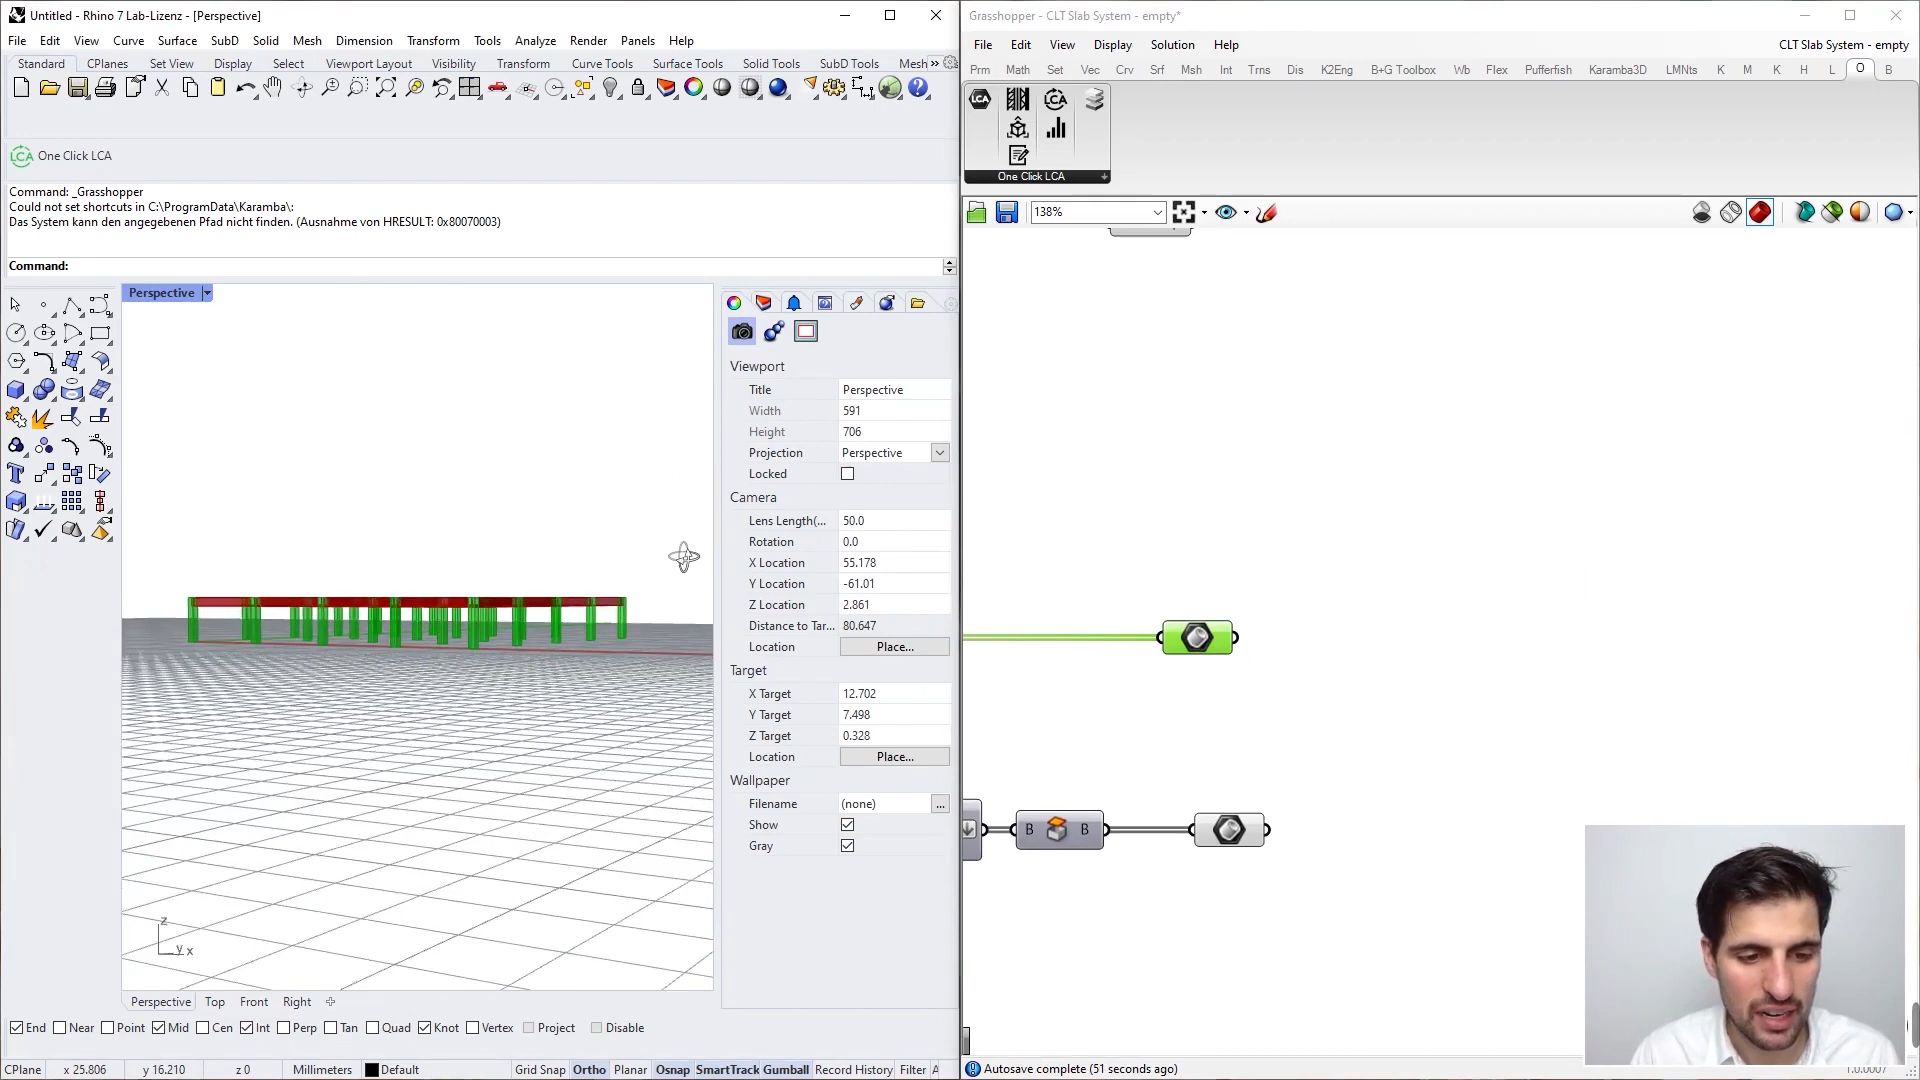 Untitled - Rhino 7 Lab-Lizenz - [Perspective]
File Edit View Curve Surface SubD Solid Mesh Dimension Transform Tools Analyze Render Panels Help
Standard CPlanes Set View Display Select Viewport Layout Visibility Transform Curve Tools Surface Tools Solid Tools SubD Tools Mesh »
LCA One Click LCA
Command: _Grasshopper
Could not set shortcuts in C:\ProgramData\Karamba\:
Das System kann den angegebenen Pfad nicht finden. (Ausnahme von HRESULT: 0x80070003)
Command:
Perspective
Viewport
Title Perspective
Width 591
Height 706
Projection Perspective
Locked
Camera
Lens Length(... 50.0
Rotation 0.0
X Location 55.178
Y Location -61.01
Z Location 2.861
Distance to Tar... 80.647
Location Place...
Target
X Target 12.702
Y Target 7.498
Z Target 0.328
Location Place...
Wallpaper
Filename (none) ...
Show
Gray
z
y x
Perspective Top Front Right
End Near Point Mid Cen Int Perp Tan Quad Knot Vertex Project Disable
CPlane x 25.806 y 16.210 z 0 Millimeters Default Grid Snap Ortho Planar Osnap SmartTrack Gumball Record History Filter A
Grasshopper - CLT Slab System - empty*
File Edit View Display Solution Help
CLT Slab System - empty
Prm Math Set Vec Crv Srf Msh Int Trns Dis K2Eng B+G Toolbox Wb Flex Pufferfish Karamba3D LMNts K M K H L O B
LCA LCA
One Click LCA
138%
B B
Autosave complete (51 seconds ago)
1.0.0007